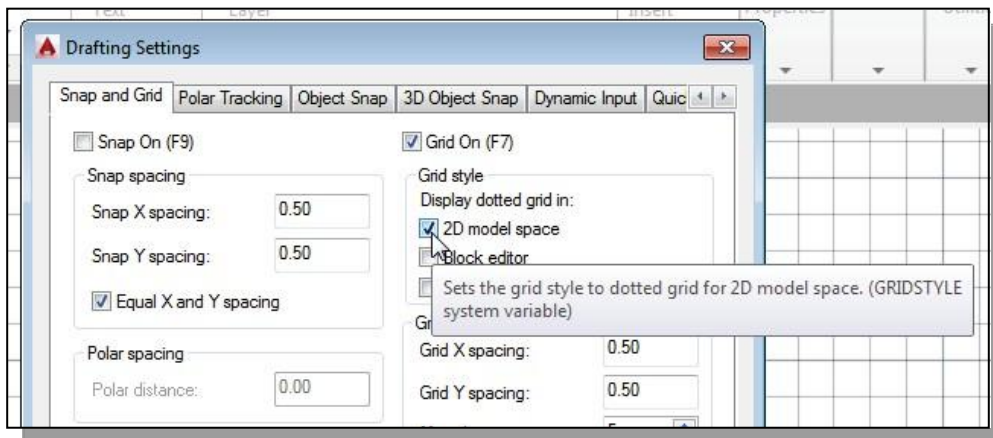 Text Layer Insert Properties
Drafting Settings
Snap and Grid Polar Tracking Object Snap 3D Object Snap Dynamic Input Quic
Snap On (F9)
Snap spacing
Snap X spacing: 0.50
Snap Y spacing: 0.50
Equal X and Y spacing
Polar spacing
Polar distance: 0.00
Grid On (F7)
Grid style
Display dotted grid in:
2D model space
Block editor
Sets the grid style to dotted grid for 2D model space. (GRIDSTYLE
system variable)
Gr
Grid X spacing: 0.50
Grid Y spacing: 0.50
5